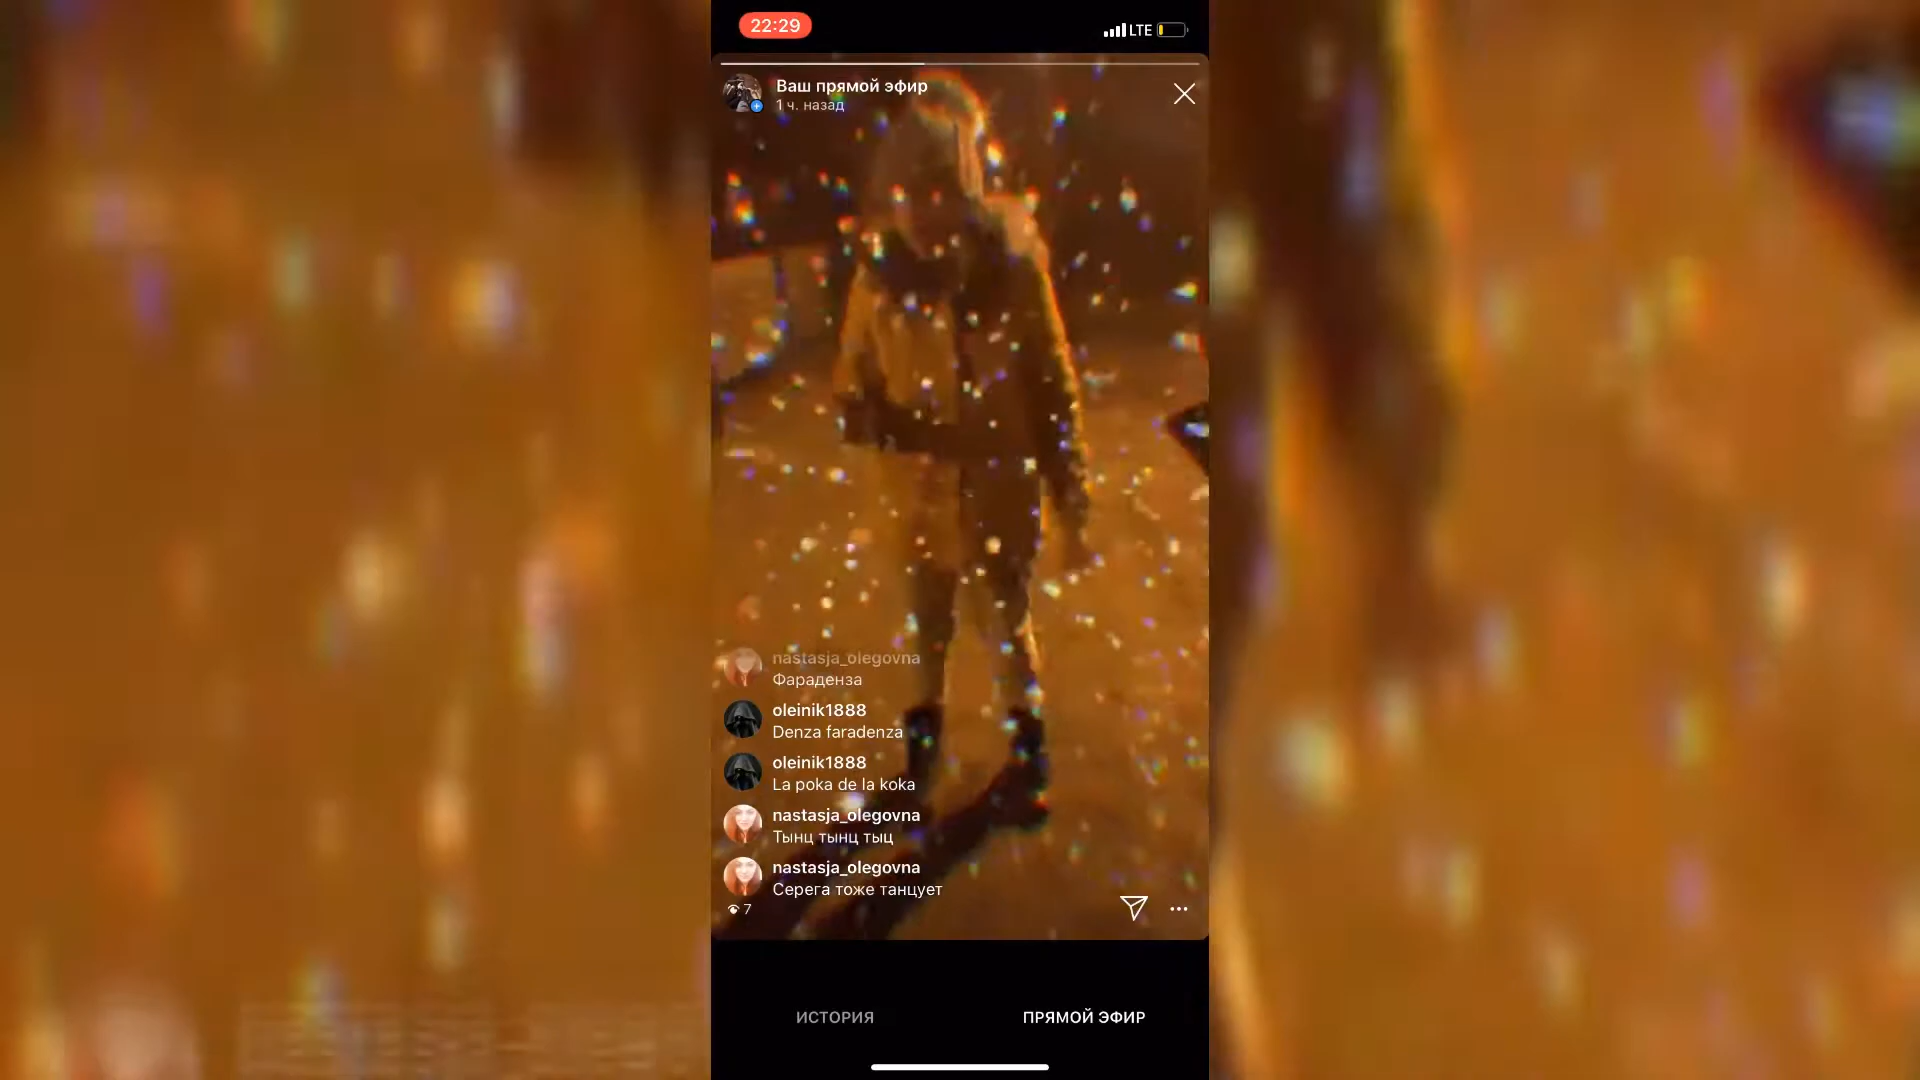 22:29
LTE
Ваш прямой эфир
1 ч. назад
nastasja_olegovna
Фараденза
oleinik1888
Denza faradenza
oleinik1888
La poka de la koka
nastasja_olegovna
Тынц тынц тыц
nastasja_olegovna
Серега тоже танцует
7
ИСТОРИЯ
ПРЯМОЙ ЭФИР